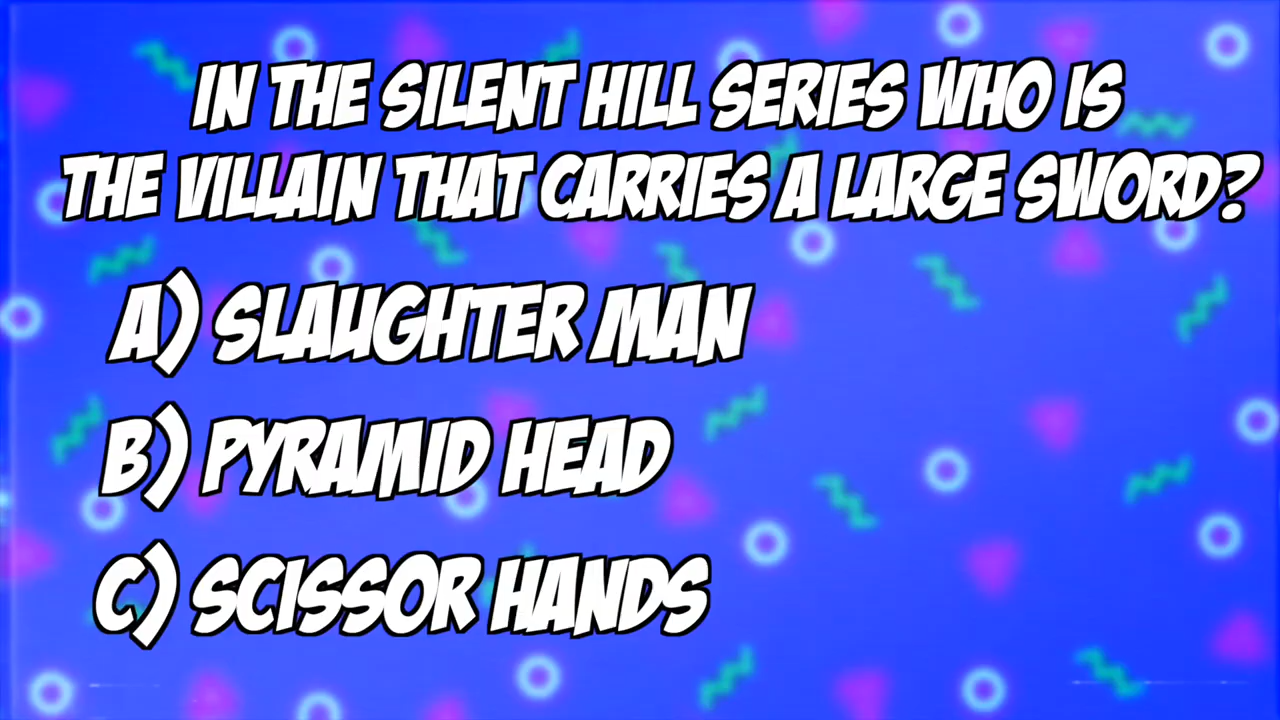 IN THE SILENT HILL SERIES WHO IS
THE VILLAIN THAT CARRIES A LARGE SWORD?
A) SLAUGHTER MAN
B) PYRAMID HEAD
C) SCISSOR HANDS